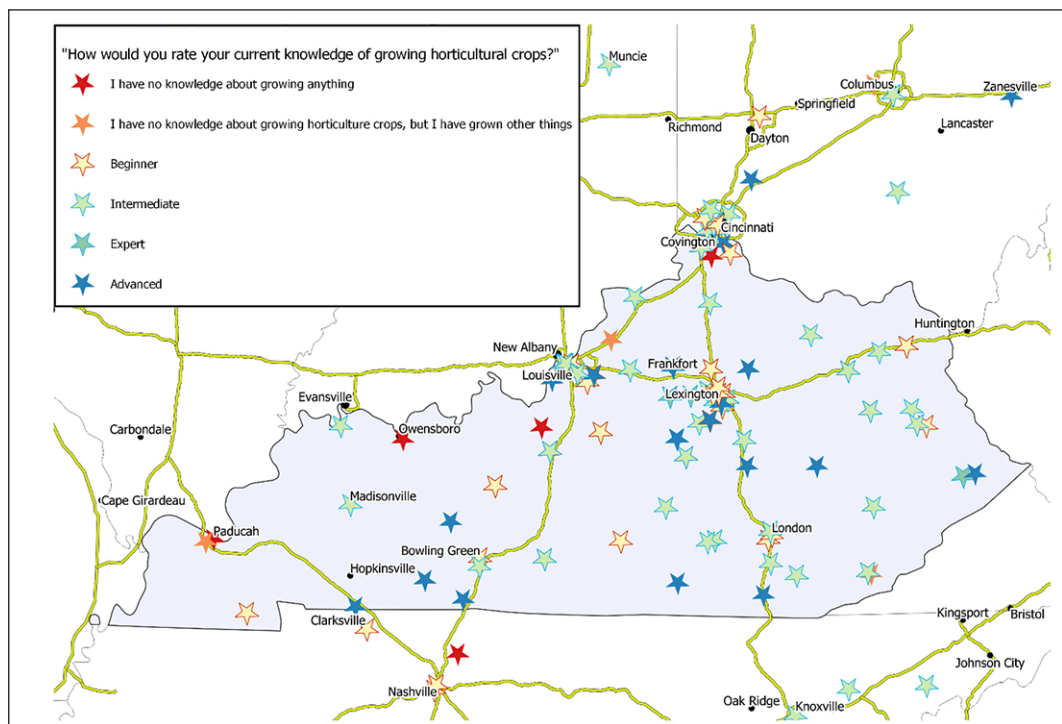 "How would you rate your current knowledge of growing horticultural crops?"
I have no knowledge about growing anything
I have no knowledge about growing horticulture crops, but I have grown other things
Beginner
Intermediate
Expert
Advanced
Muncie
Columbus
Zanesville
Springfield
Richmond
Dayton
Lancaster
Cincinnati
Covington
Huntington
New Albany
Louisville
Frankfort
Lexington
Evansville
Owensboro
Carbondale
Cape Girardeau
Madisonville
Paducah
London
Bowling Green
Hopkinsville
Clarksville
Kingsport
Bristol
Johnson City
Nashville
Oak Ridge
Knoxville